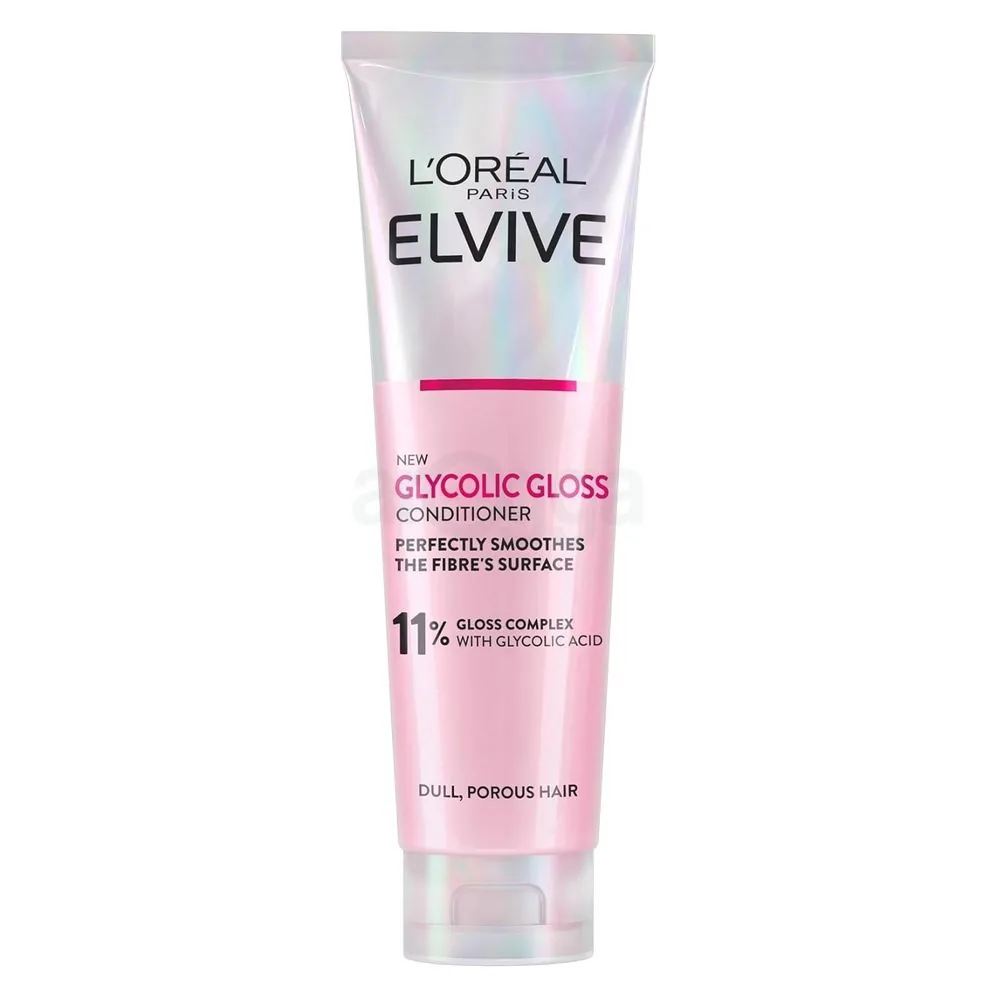 L'ORÉAL
PARiS
ELVIVE
NEW
GLYCOLIC GLOSS
CONDITIONER
PERFECTLY SMOOTHES
THE FIBRE'S SURFACE
11% GLOSS COMPLEX
WITH GLYCOLIC ACID
DULL, POROUS HAIR